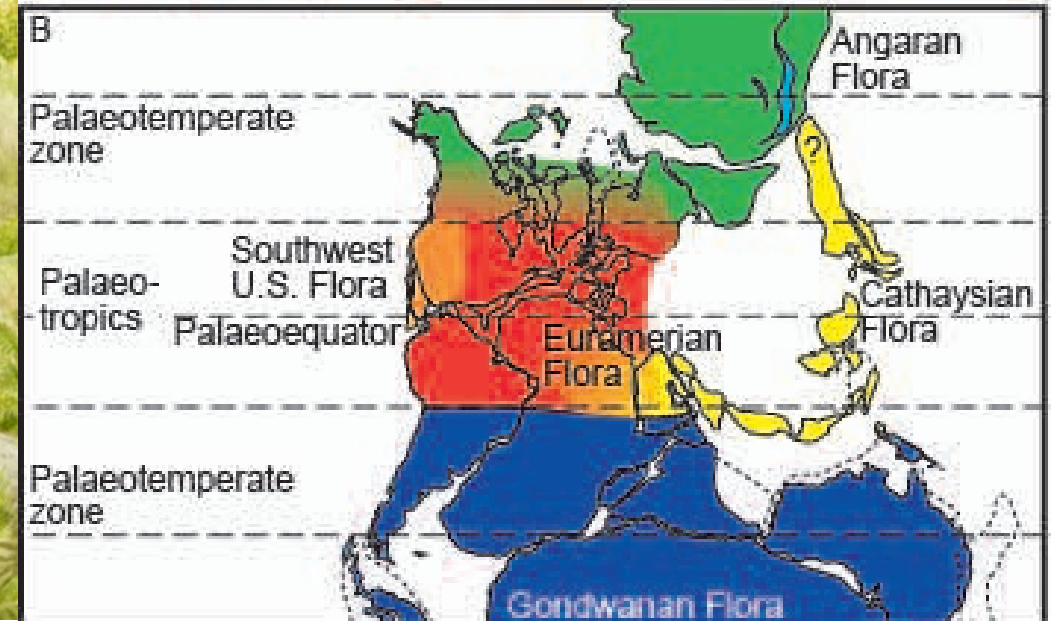 B
Angaran
Flora
Palaeotemperate
zone
?
Southwest
U.S. Flora
Palaeo-
tropics
Palaeoequator
Cathaysian
Flora
Euramerian
Flora
Palaeotemperate
zone
Gondwanan Flora